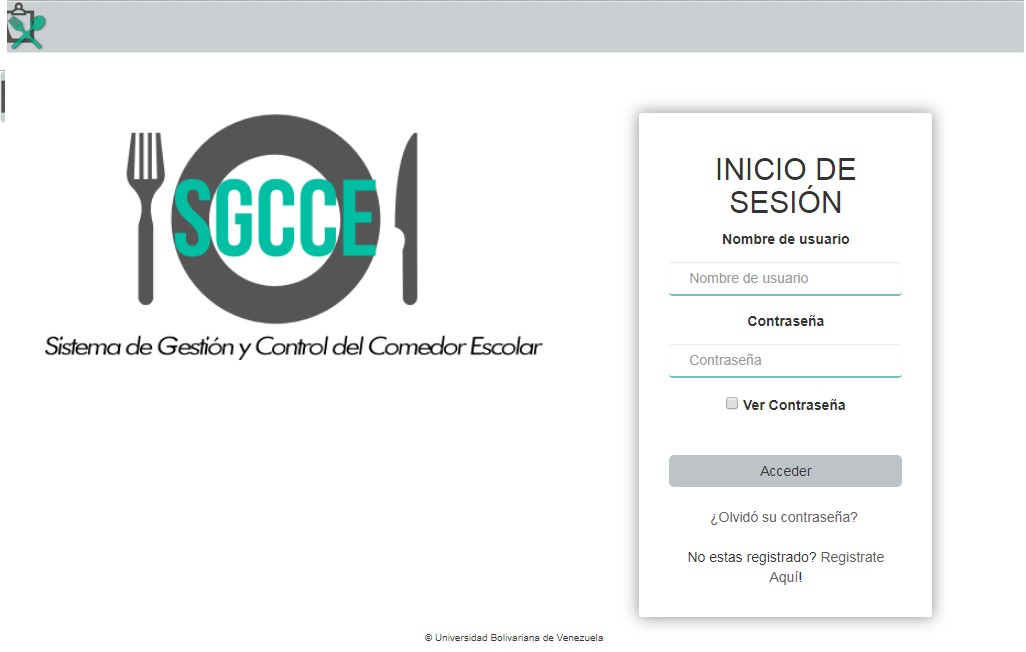 SGCCE
Sistema de Gestión y Control del Comedor Escolar
INICIO DE
SESIÓN
Nombre de usuario
Nombre de usuario
Contraseña
Contraseña
Ver Contraseña
Acceder
¿Olvidó su contraseña?
No estas registrado? Registrate
Aquí!
© Universidad Bolivariana de Venezuela